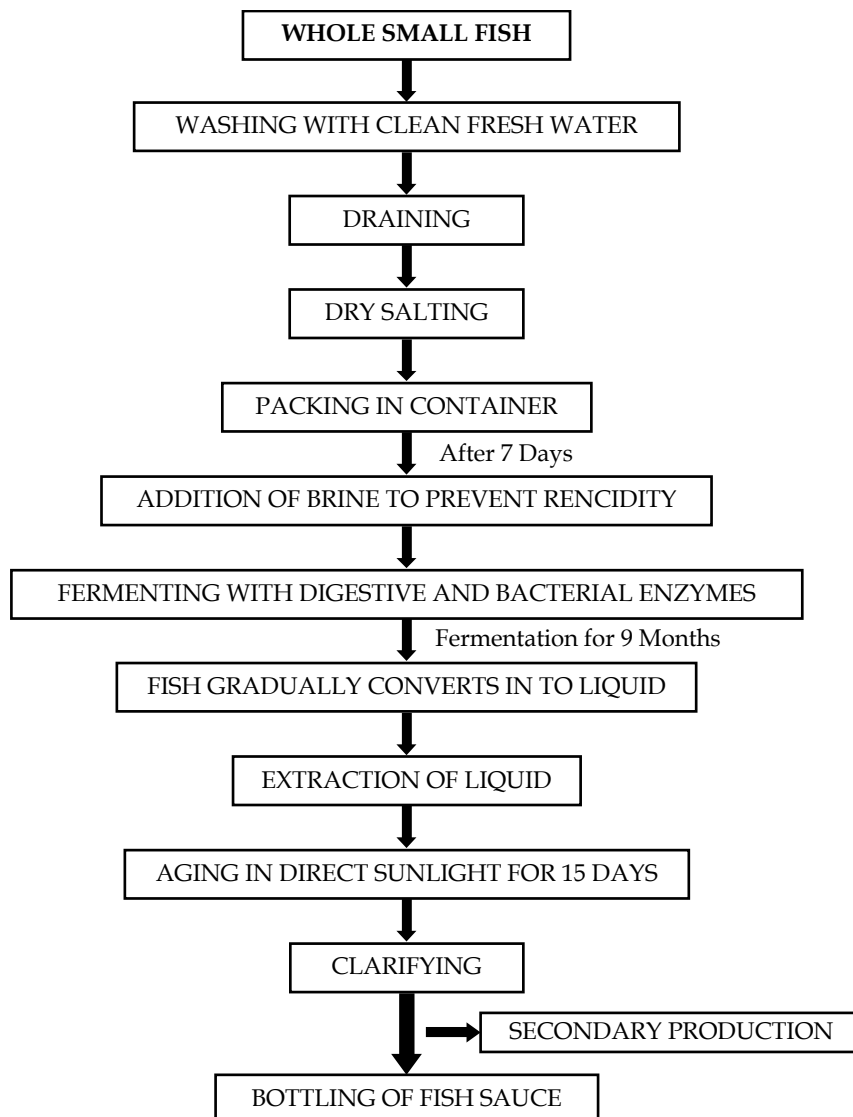 WHOLE SMALL FISH
WASHING WITH CLEAN FRESH WATER
DRAINING
DRY SALTING
PACKING IN CONTAINER
After 7 Days
ADDITION OF BRINE TO PREVENT RENCIDITY
FERMENTING WITH DIGESTIVE AND BACTERIAL ENZYMES
Fermentation for 9 Months
FISH GRADUALLY CONVERTS IN TO LIQUID
EXTRACTION OF LIQUID
AGING IN DIRECT SUNLIGHT FOR 15 DAYS
CLARIFYING
SECONDARY PRODUCTION
BOTTLING OF FISH SAUCE